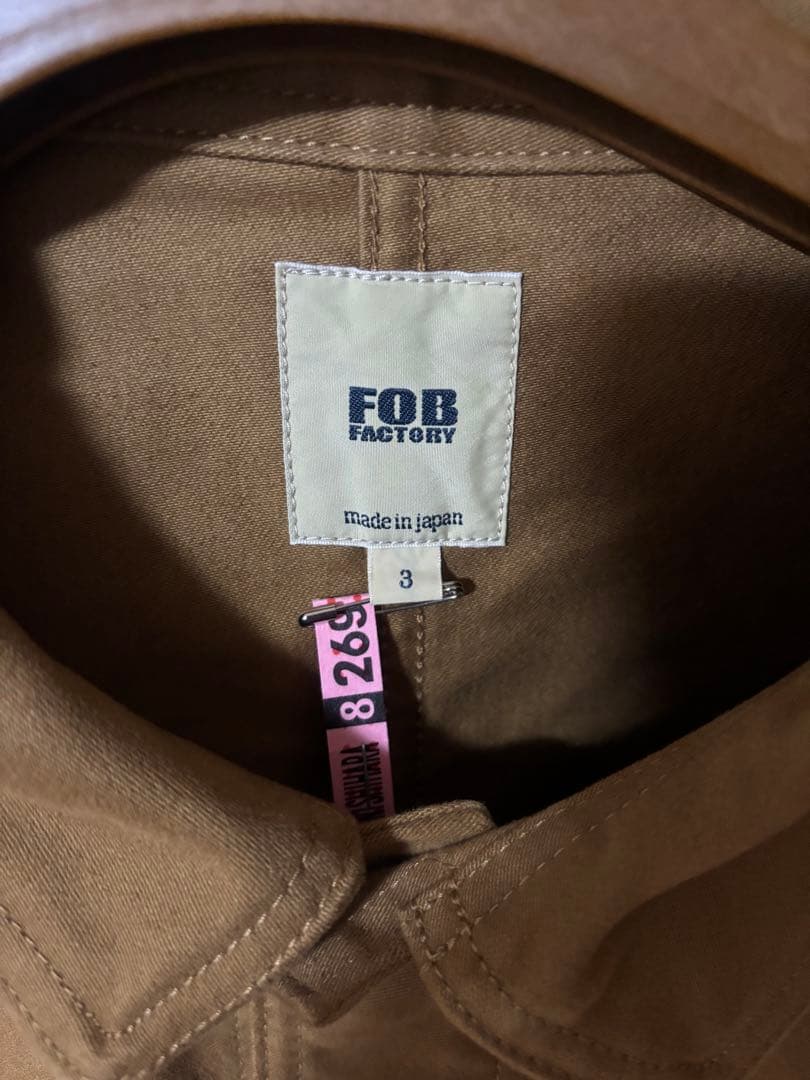 FOB
FACTORY
made in japan
3
8 269